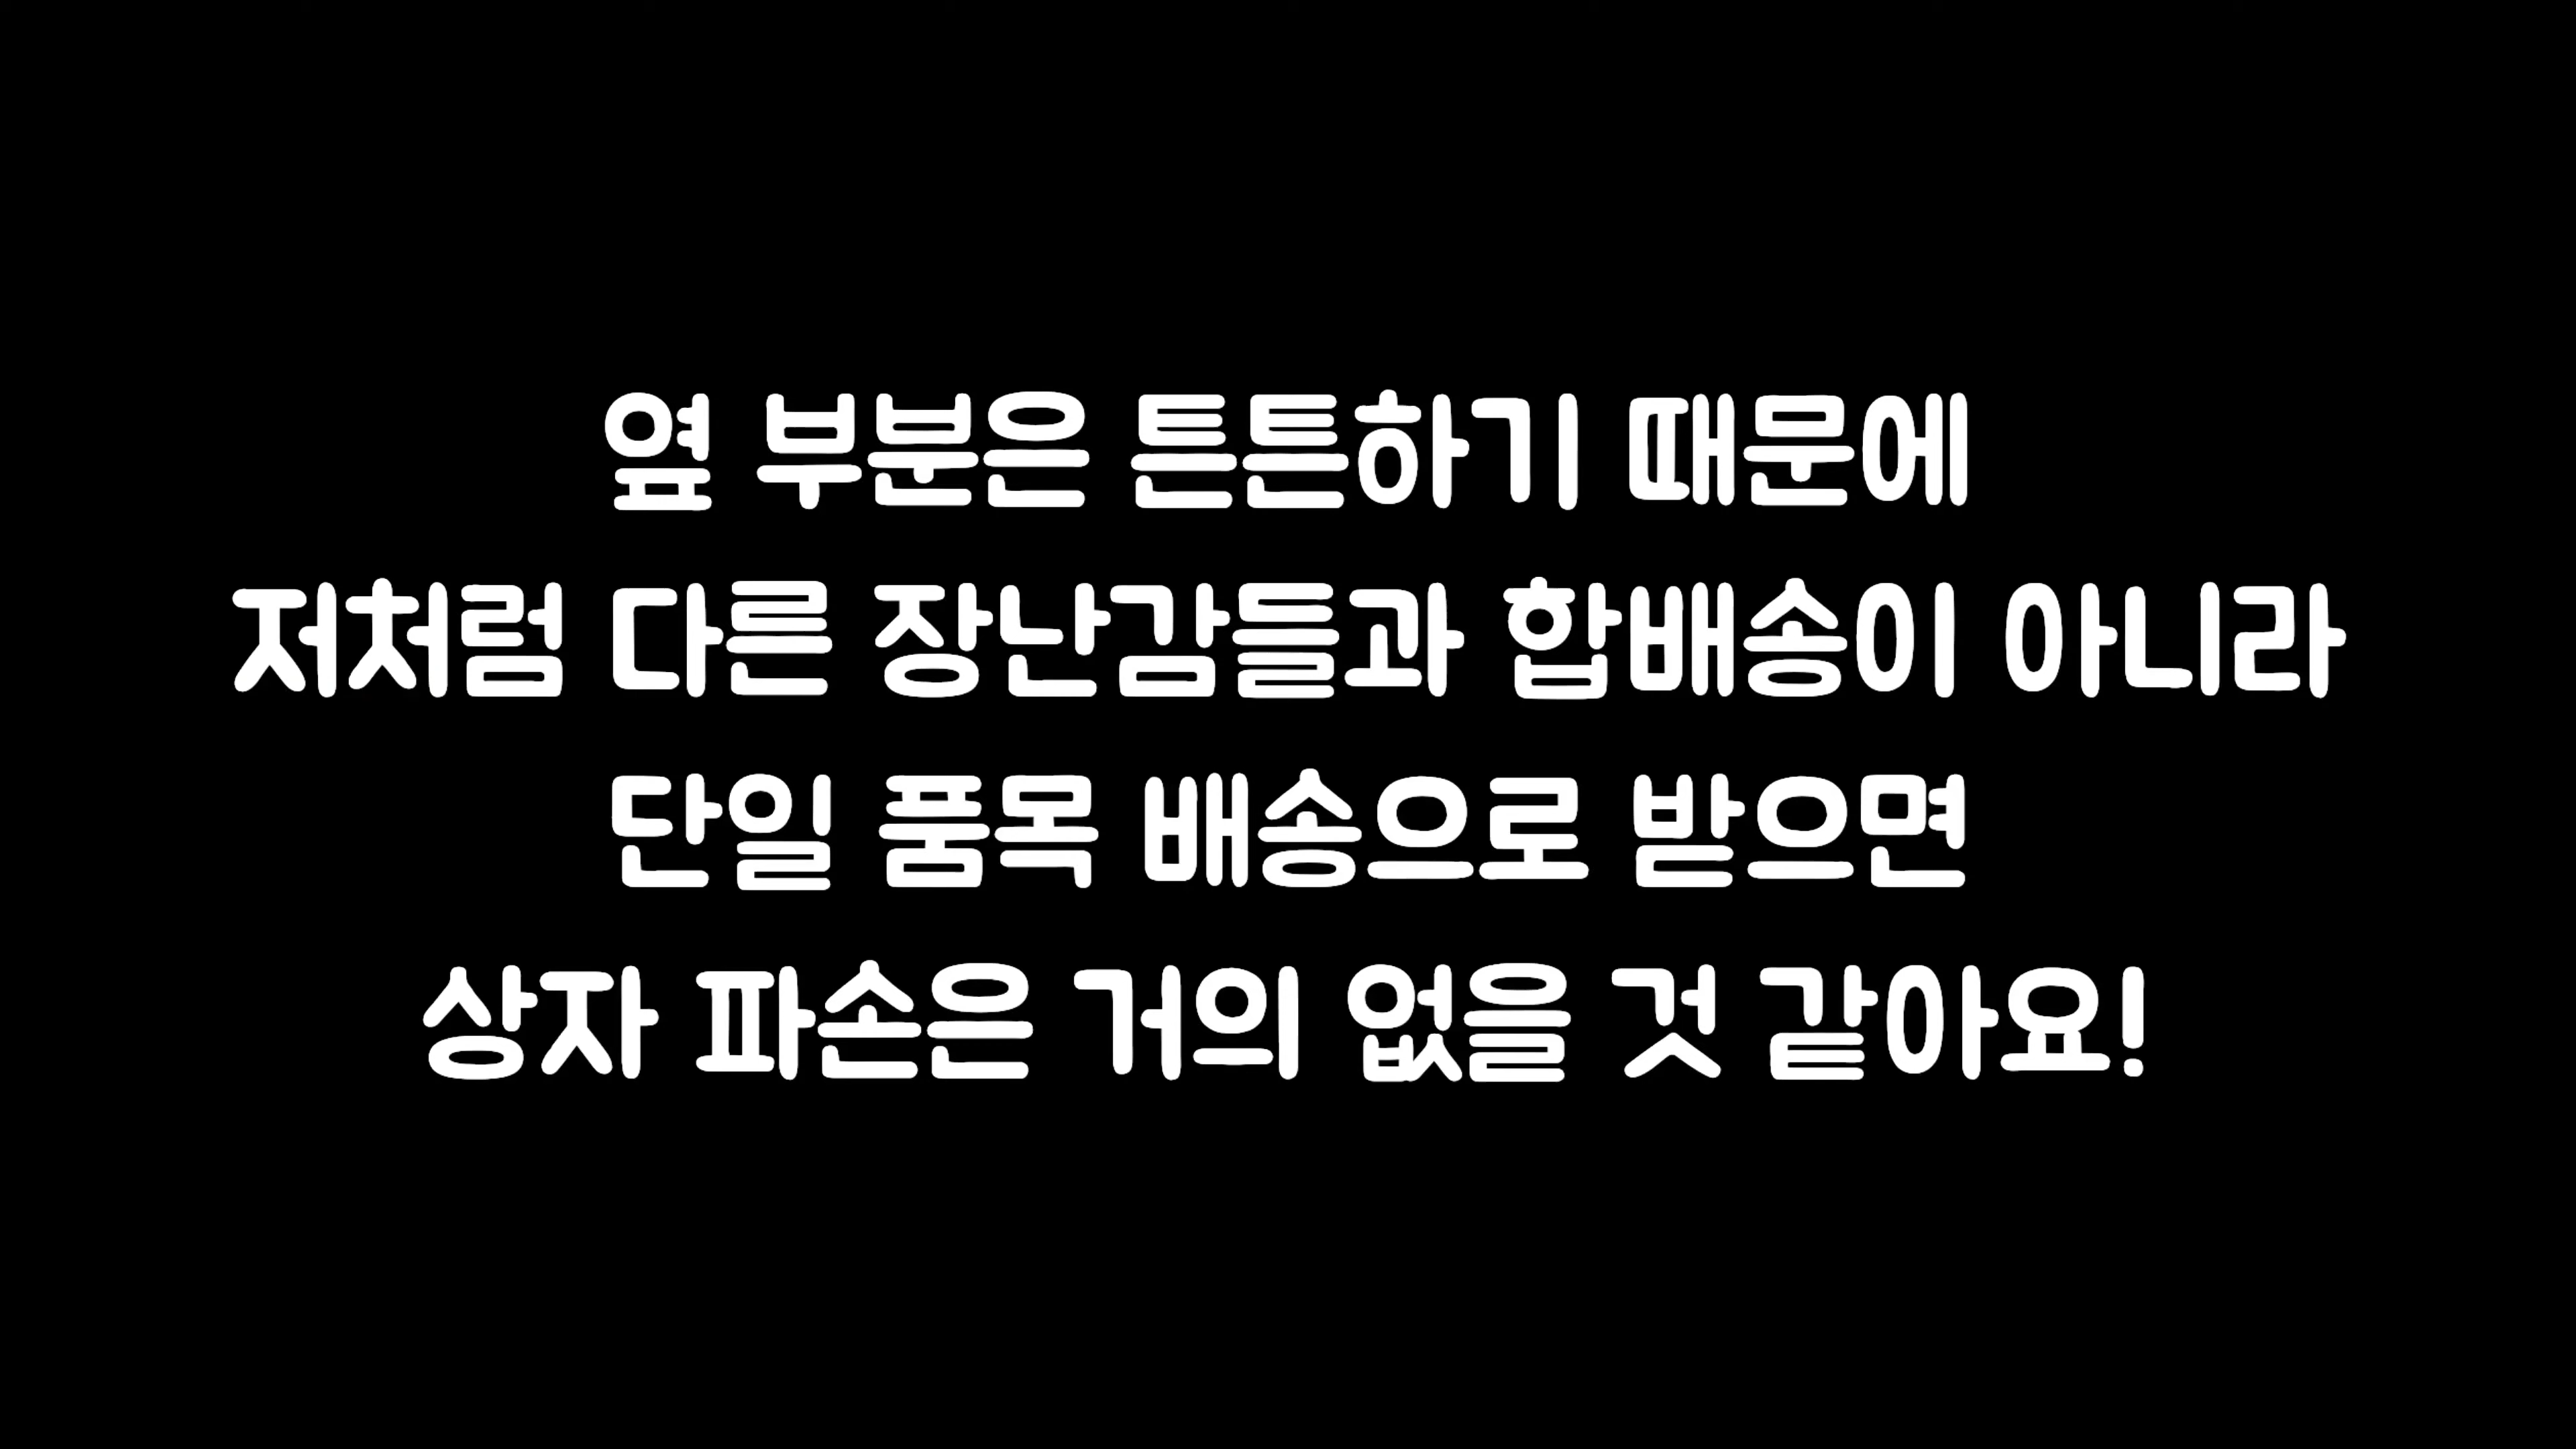 옆 부분은 튼튼하기 때문에
저처럼 다른 장난감들과 합배송이 아니라
단일 품목 배송으로 받으면
상자 파손은 거의 없을 것 같아요!